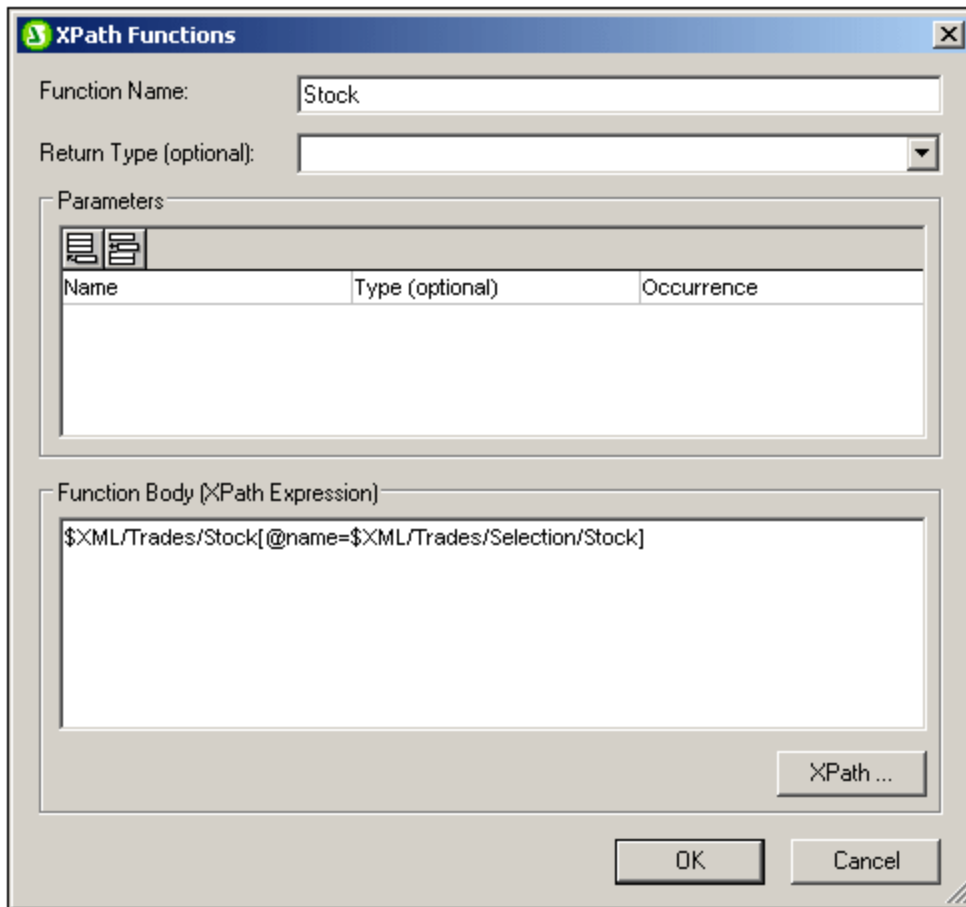 XPath Functions
Function Name: Stock
Return Type (optional):
Parameters
Name Type (optional) Occurrence
Function Body (XPath Expression)
$XML/Trades/Stock[@name=$XML/Trades/Selection/Stock]
XPath ...
OK Cancel